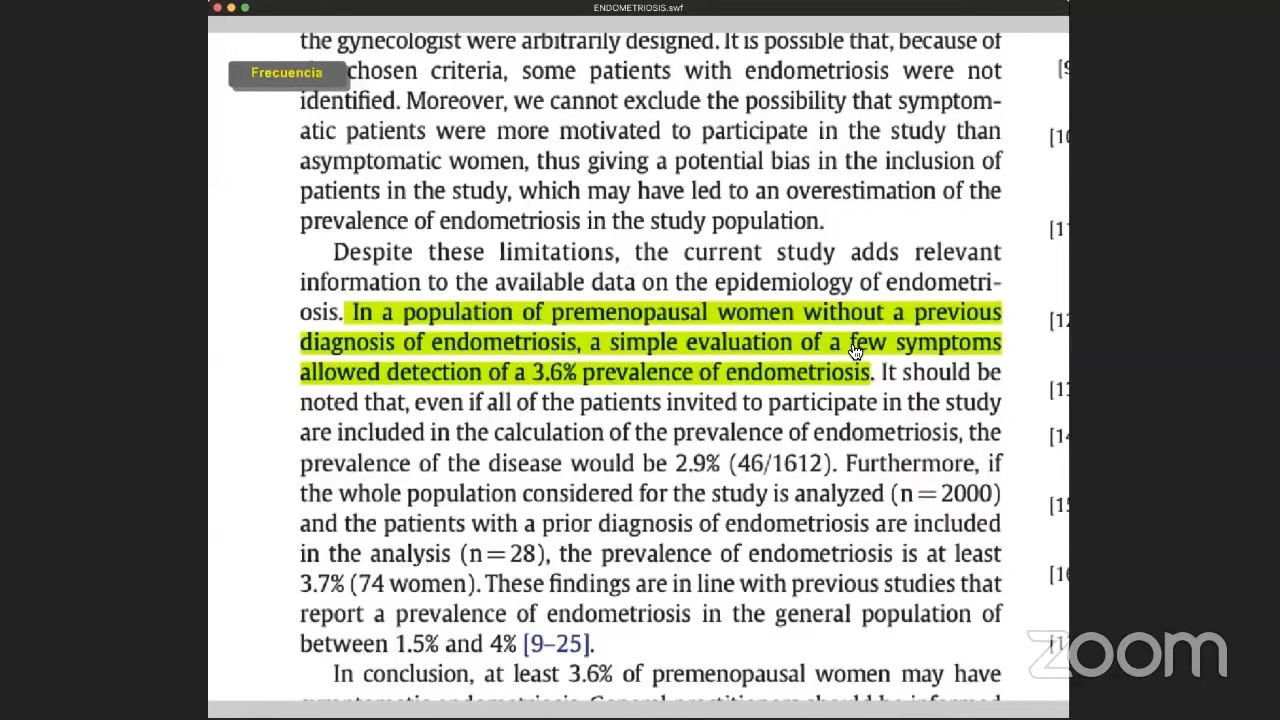 ENDOMETRIOSIS.swf
the gynecologist were arbitrarily designed. It is possible that, because of
Frecuencia
chosen criteria, some patients with endometriosis were not
identified. Moreover, we cannot exclude the possibility that symptom-
atic patients were more motivated to participate in the study than
asymptomatic women, thus giving a potential bias in the inclusion of
patients in the study, which may have led to an overestimation of the
prevalence of endometriosis in the study population.
Despite these limitations, the current study adds relevant
information to the available data on the epidemiology of endometri-
osis. In a population of premenopausal women without a previous
diagnosis of endometriosis, a simple evaluation of a few symptoms
allowed detection of a 3.6% prevalence of endometriosis. It should be
noted that, even if all of the patients invited to participate in the study
are included in the calculation of the prevalence of endometriosis, the
prevalence of the disease would be 2.9% (46/1612). Furthermore, if
the whole population considered for the study is analyzed (n=2000)
and the patients with a prior diagnosis of endometriosis are included
in the analysis (n=28), the prevalence of endometriosis is at least
3.7% (74 women). These findings are in line with previous studies that
report a prevalence of endometriosis in the general population of
between 1.5% and 4% [9–25].
In conclusion, at least 3.6% of premenopausal women may have
zoom